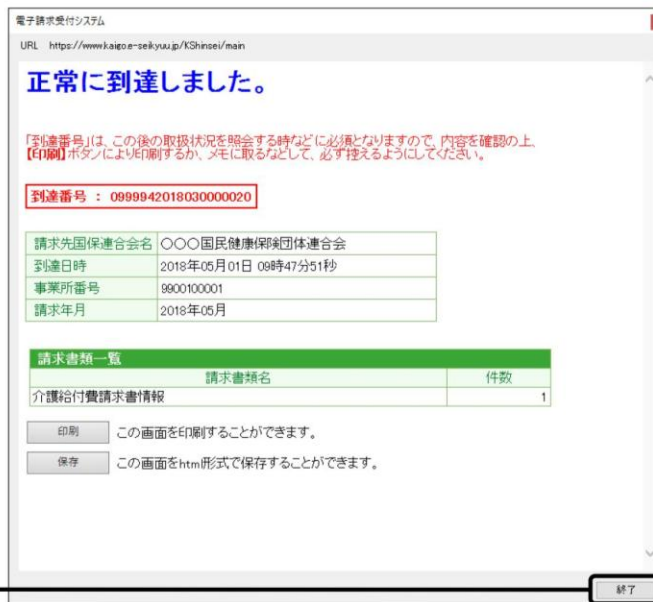 電子請求受付システム
URL https://www.kaigo.e-seikyuu.jp/KShinsei/main
正常に到達しました。
「到達番号」は、この後の取扱状況を照会する時などに必須となりますので、内容を確認の上、
【印刷】ボタンにより印刷するか、メモに取るなどして、必ず控えるようにしてください。
到達番号 ： 0999942018030000020
請求先国保連合会名 〇〇〇国民健康保険団体連合会
到達日時 2018年05月01日 09時47分51秒
事業所番号 9900100001
請求年月 2018年05月
請求書類一覧
請求書類名 件数
介護給付費請求書情報 1
印刷 この画面を印刷することができます。
保存 この画面をhtml形式で保存することができます。
終了